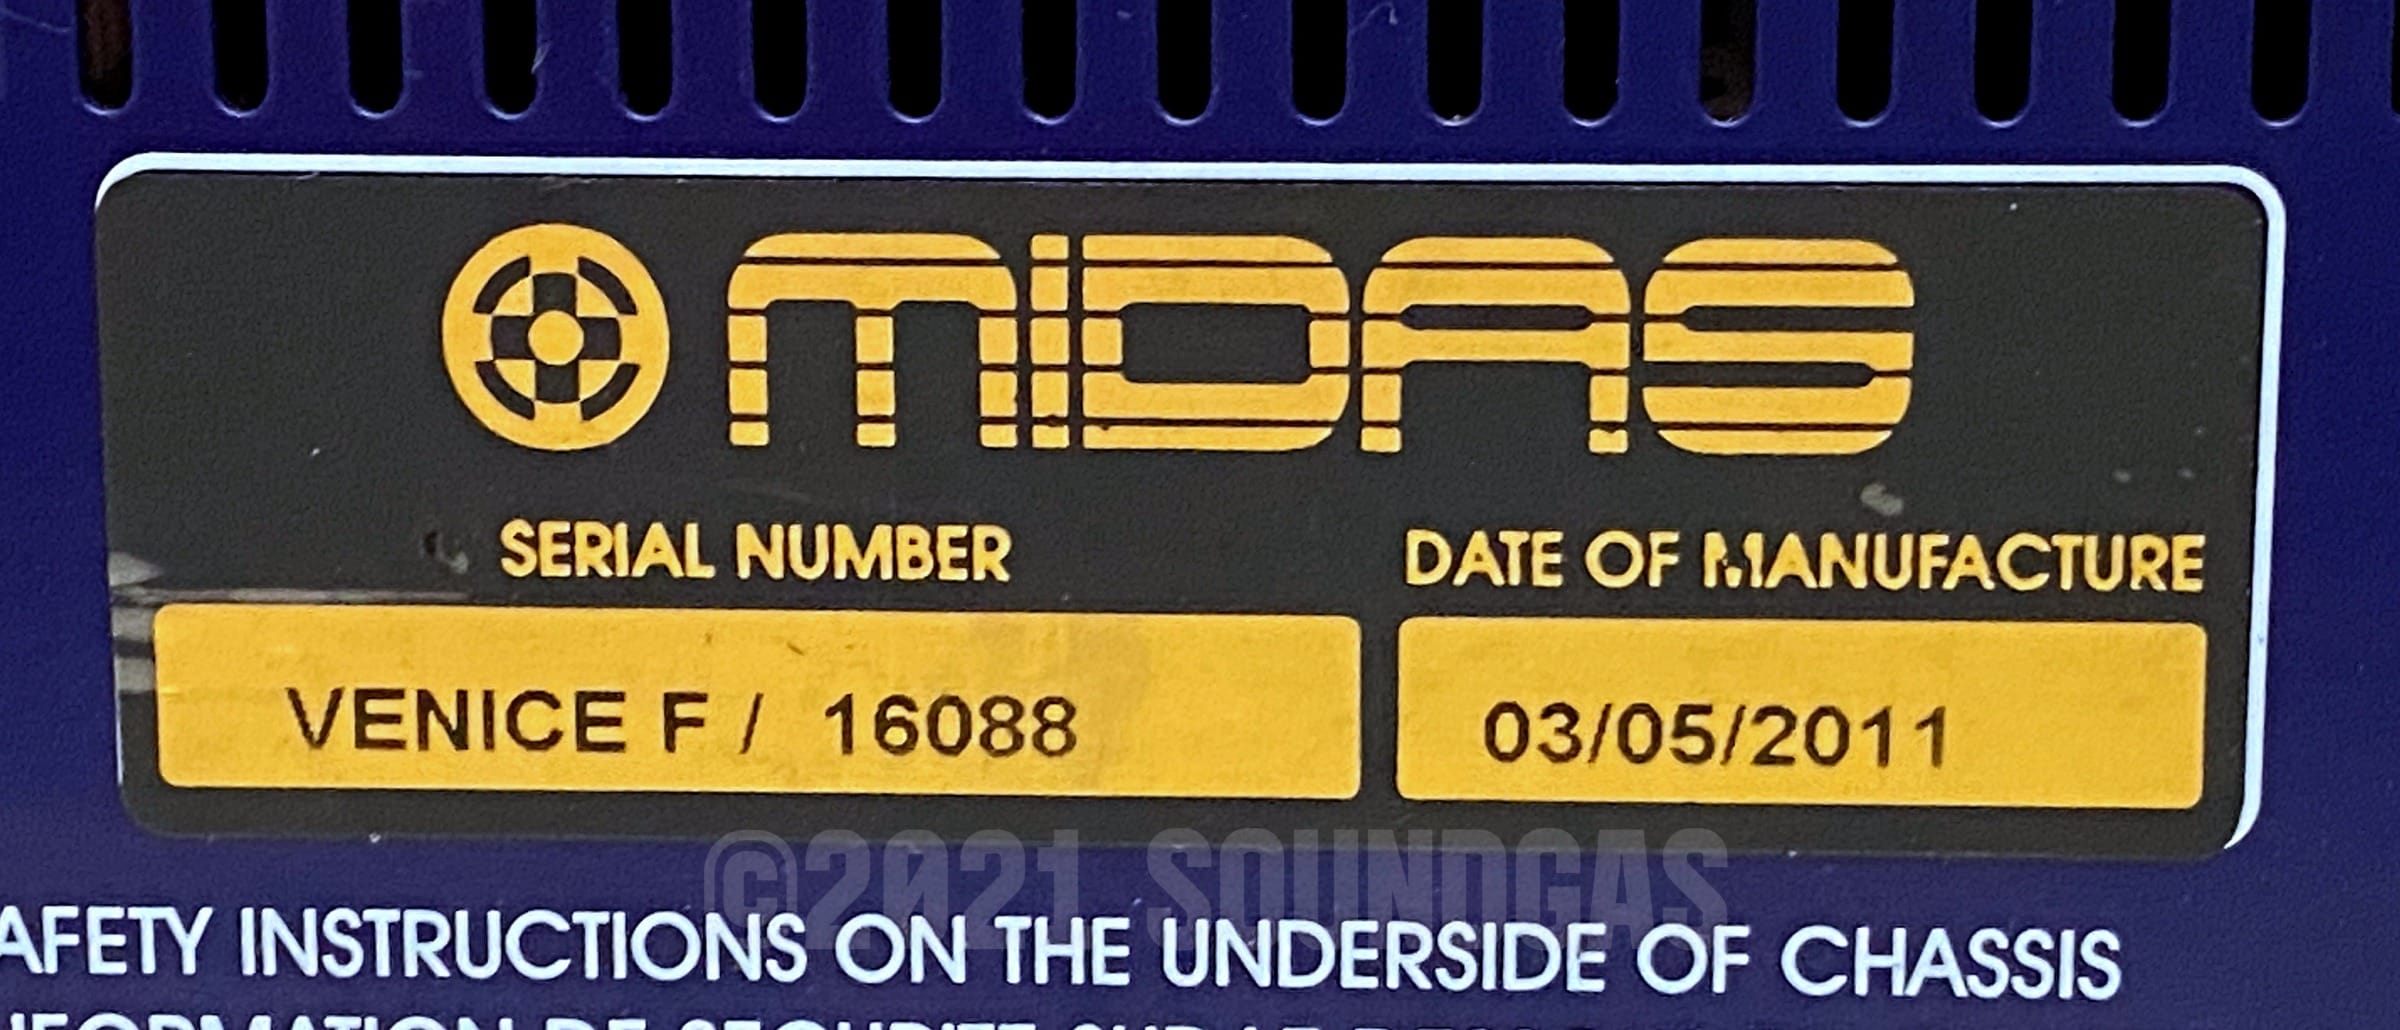 MIDAS
SERIAL NUMBER DATE OF MANUFACTURE
VENICE F / 16088 03/05/2011
©2021 SOUNDGAS
AFETY INSTRUCTIONS ON THE UNDERSIDE OF CHASSIS